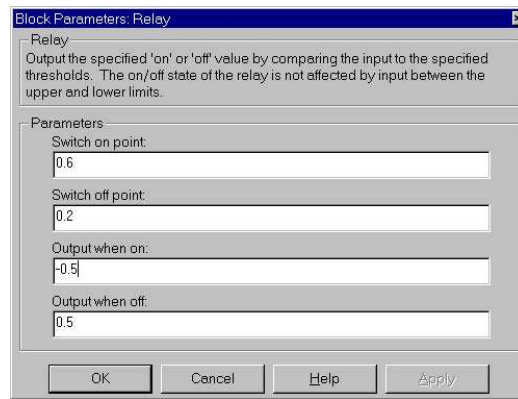 Block Parameters: Relay
Relay
Output the specified 'on' or 'off' value by comparing the input to the specified
thresholds. The on/off state of the relay is not affected by input between the
upper and lower limits.
Parameters
Switch on point:
0.6
Switch off point:
0.2
Output when on:
-0.5
Output when off:
0.5
OK Cancel Help Apply